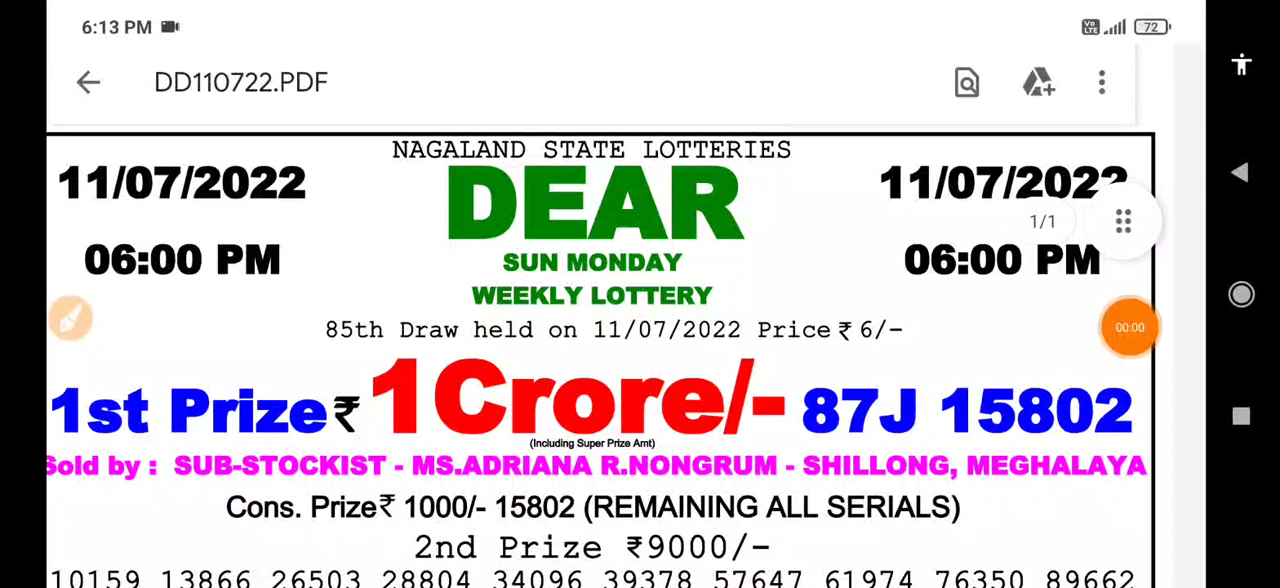 6:13 PM
72
DD110722.PDF
NAGALAND STATE LOTTERIES
11/07/2022 DEAR 11/07/2022
1/1
06:00 PM 06:00 PM
SUN MONDAY
WEEKLY LOTTERY
85th Draw held on 11/07/2022 Price ₹ 6/-
00:00
1st Prize ₹ 1Crore/- 87J 15802
(Including Super Prize Amt)
Sold by : SUB-STOCKIST - MS.ADRIANA R.NONGRUM - SHILLONG, MEGHALAYA
Cons. Prize ₹ 1000/- 15802 (REMAINING ALL SERIALS)
2nd Prize ₹9000/-
10159 13866 26503 28804 34096 39378 57647 61974 76350 89662